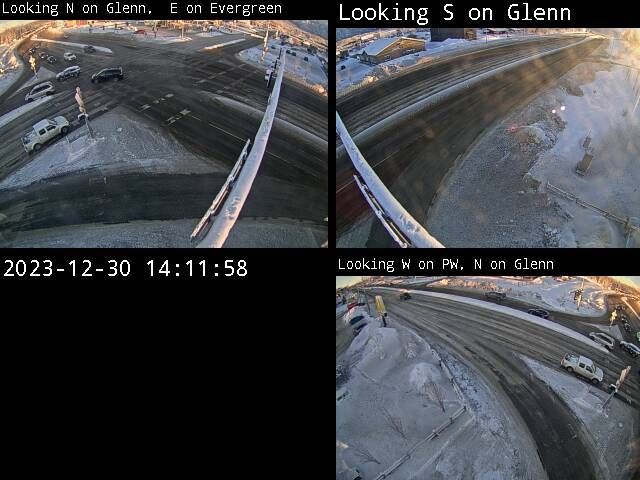 Looking N on Glenn,  E on Evergreen
Looking S on Glenn
2023-12-30 14:11:58
Looking W on PW, N on Glenn